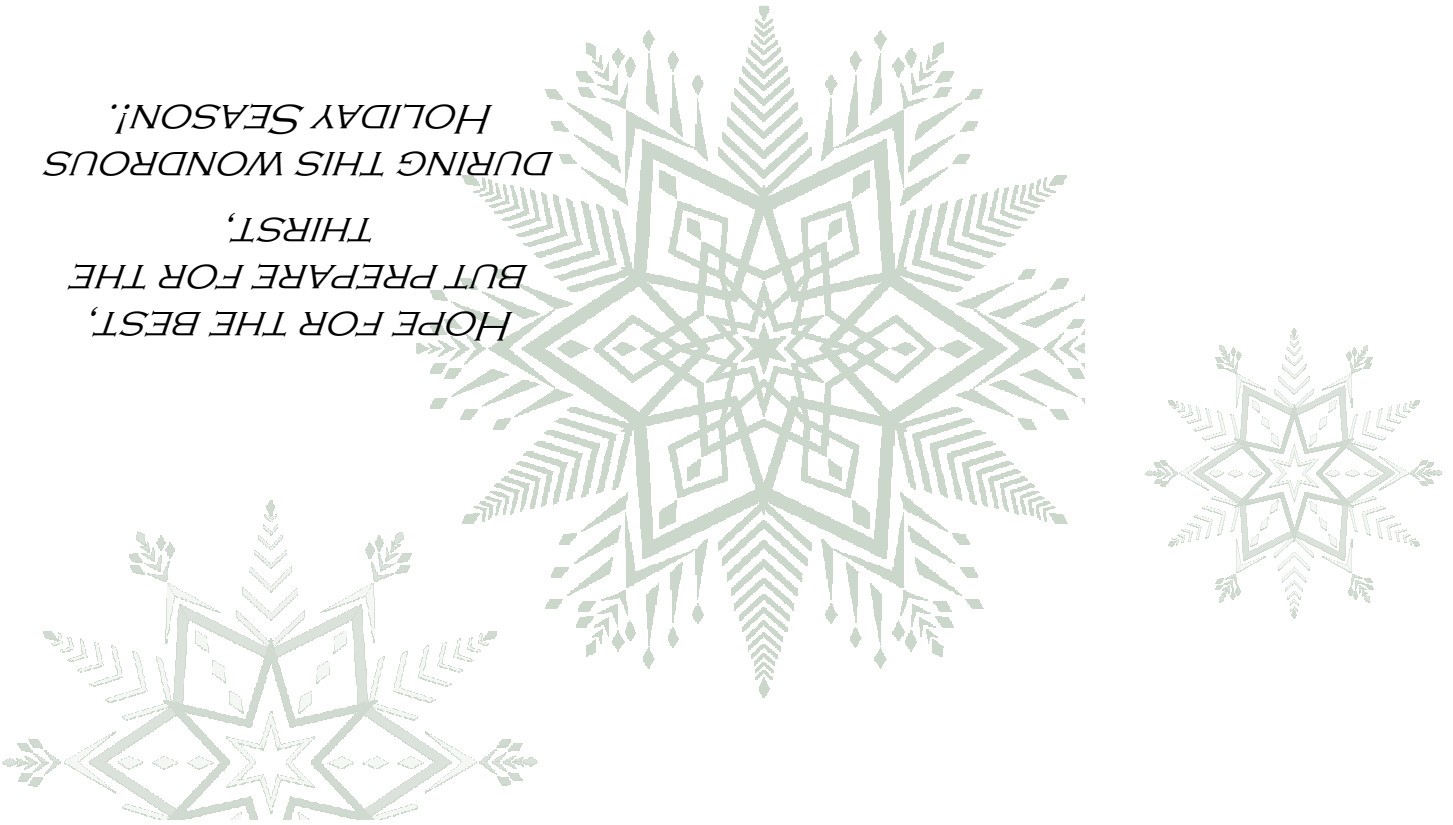 Hope for the best,
but prepare for the
thirst,
during this wondrous
Holiday Season!.